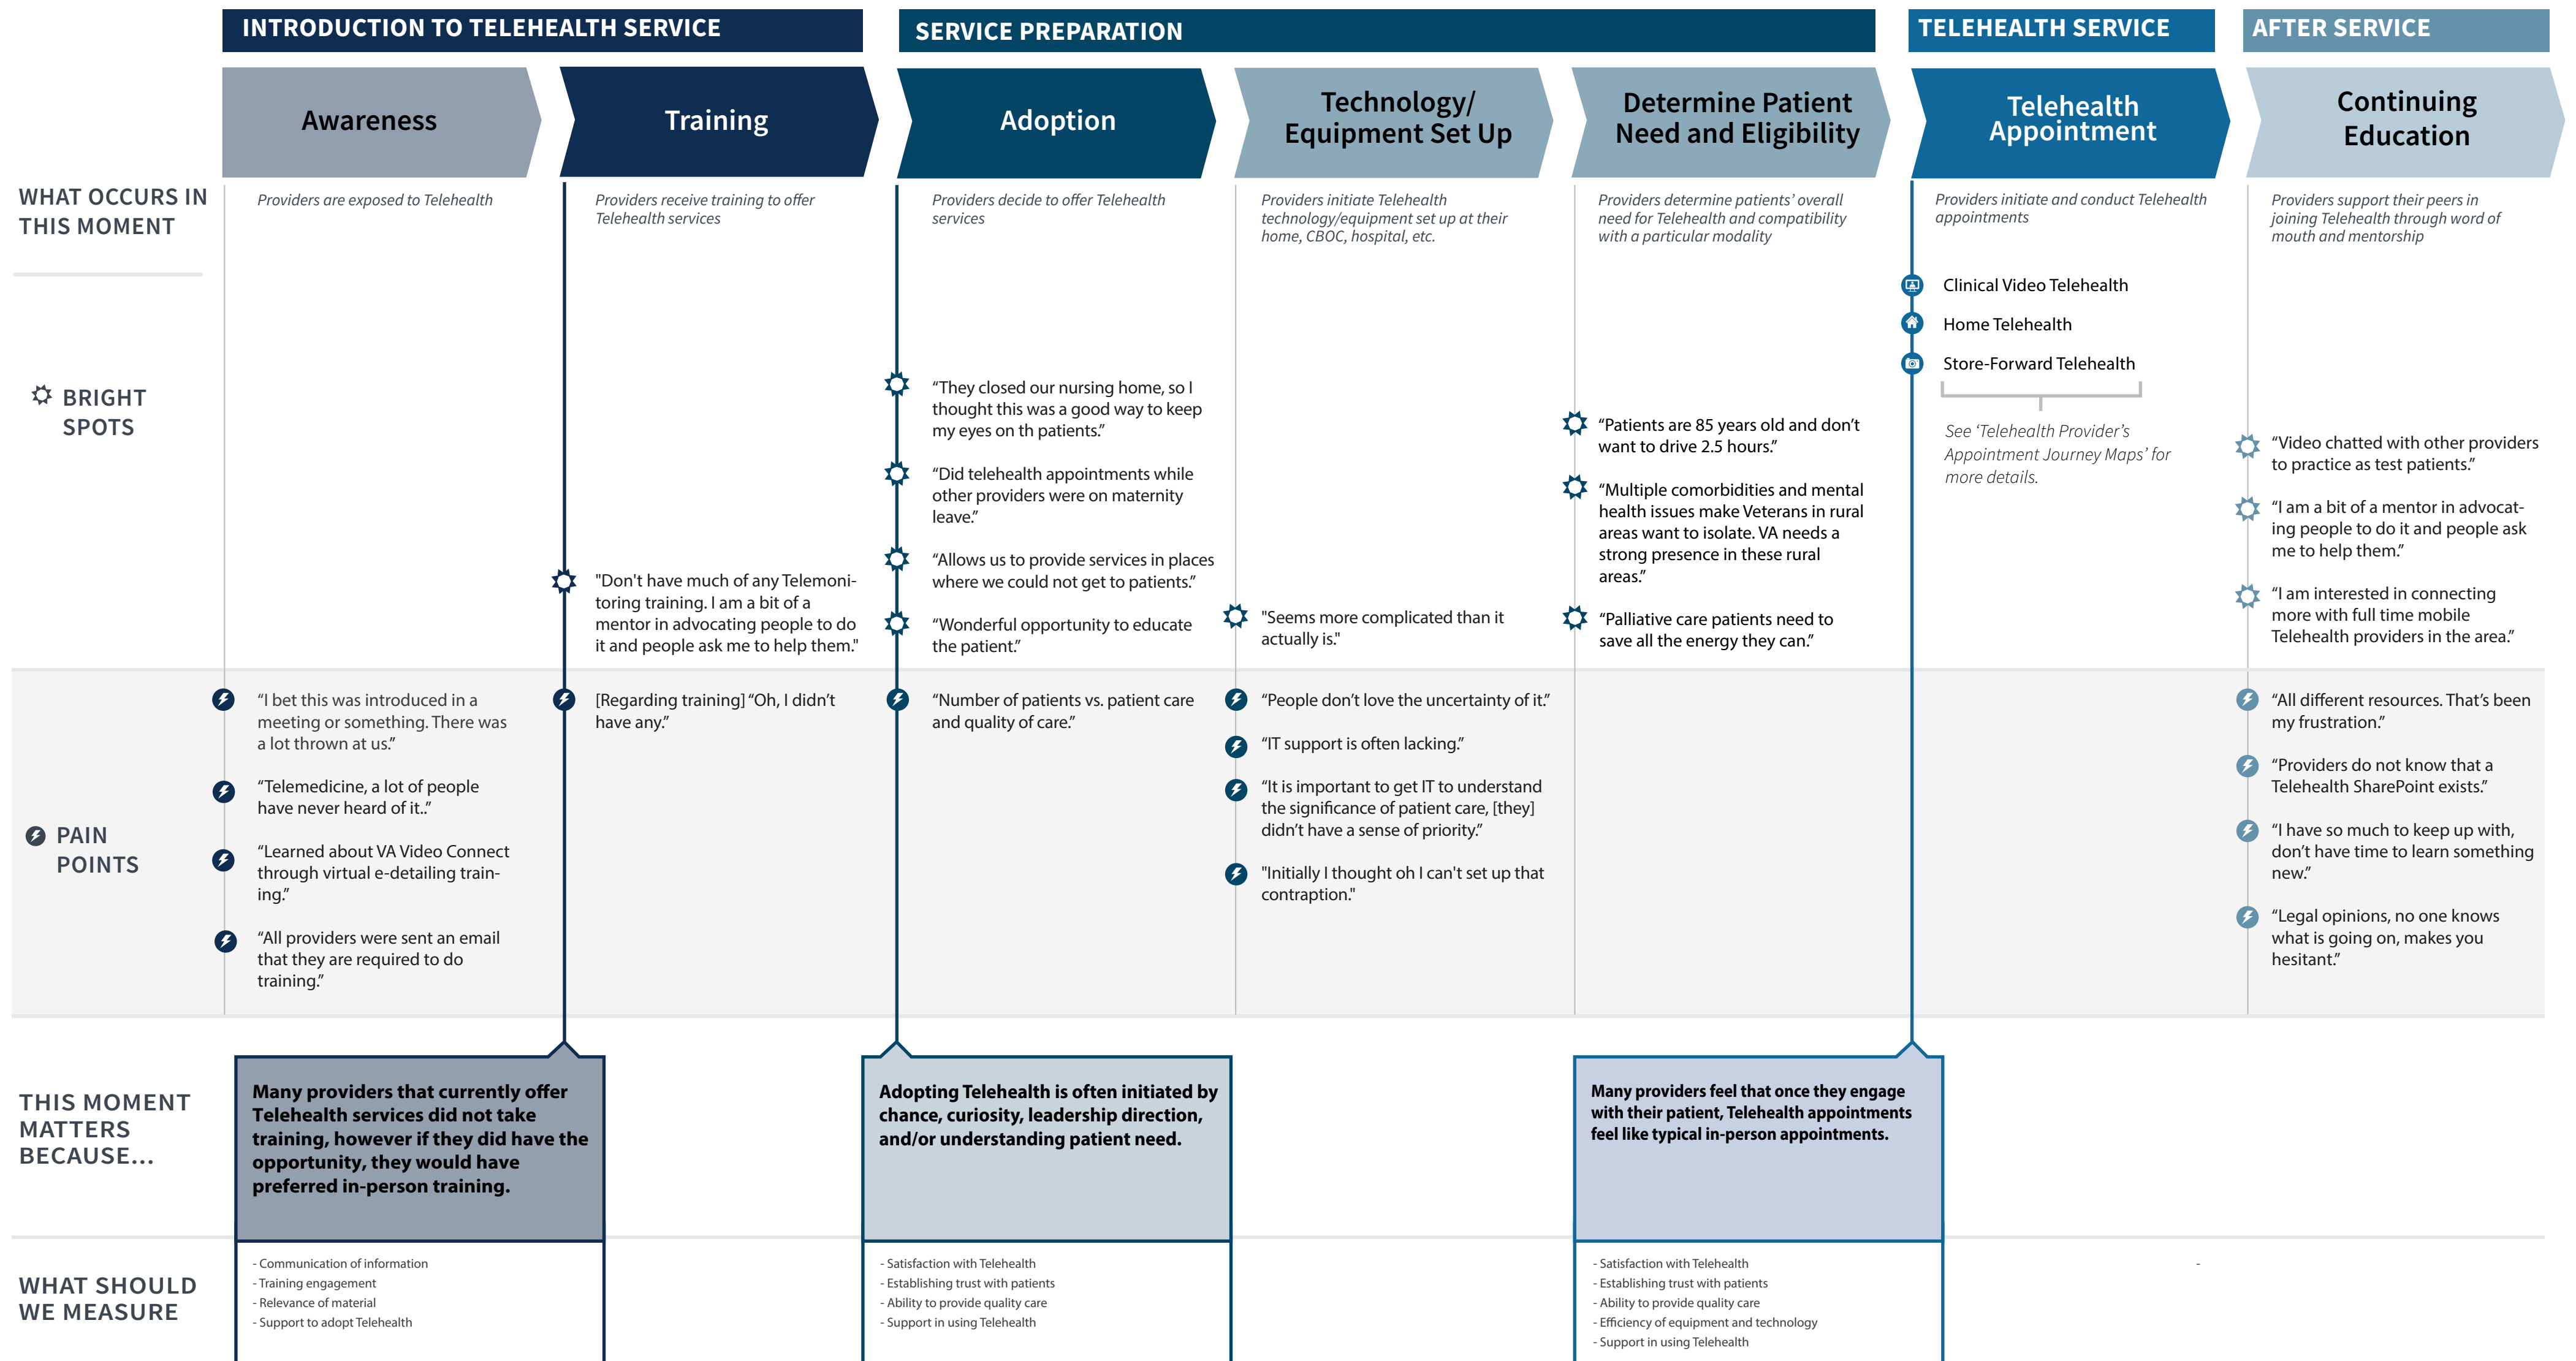 INTRODUCTION TO TELEHEALTH SERVICE
SERVICE PREPARATION
TELEHEALTH SERVICE
AFTER SERVICE
Awareness
Training
Adoption
Technology/
Equipment Set Up
Determine Patient
Need and Eligibility
Telehealth
Appointment
Continuing
Education
WHAT OCCURS IN
THIS MOMENT
Providers are exposed to Telehealth
Providers receive training to offer
Telehealth services
Providers decide to offer Telehealth
services
Providers initiate Telehealth
technology/equipment set up at their
home, CBOC, hospital, etc.
Providers determine patients’ overall
need for Telehealth and compatibility
with a particular modality
Providers initiate and conduct Telehealth
appointments
Providers support their peers in
joining Telehealth through word of
mouth and mentorship
Clinical Video Telehealth
Home Telehealth
Store-Forward Telehealth
See ‘Telehealth Provider’s
Appointment Journey Maps’ for
more details.
BRIGHT
SPOTS
"Don't have much of any Telemoni-
toring training. I am a bit of a
mentor in advocating people to do
it and people ask me to help them."
“They closed our nursing home, so I
thought this was a good way to keep
my eyes on th patients.”
“Did telehealth appointments while
other providers were on maternity
leave.”
“Allows us to provide services in places
where we could not get to patients.”
“Wonderful opportunity to educate
the patient.”
"Seems more complicated than it
actually is."
“Patients are 85 years old and don’t
want to drive 2.5 hours.”
“Multiple comorbidities and mental
health issues make Veterans in rural
areas want to isolate. VA needs a
strong presence in these rural
areas.”
“Palliative care patients need to
save all the energy they can.”
“Video chatted with other providers
to practice as test patients.”
“I am a bit of a mentor in advocat-
ing people to do it and people ask
me to help them.”
“I am interested in connecting
more with full time mobile
Telehealth providers in the area.”
PAIN
POINTS
“I bet this was introduced in a
meeting or something. There was
a lot thrown at us.”
“Telemedicine, a lot of people
have never heard of it..”
“Learned about VA Video Connect
through virtual e-detailing train-
ing.”
“All providers were sent an email
that they are required to do
training.”
[Regarding training] “Oh, I didn’t
have any.”
“Number of patients vs. patient care
and quality of care.”
“People don’t love the uncertainty of it.”
“IT support is often lacking.”
“It is important to get IT to understand
the significance of patient care, [they]
didn’t have a sense of priority.”
"Initially I thought oh I can't set up that
contraption."
“All different resources. That’s been
my frustration.”
“Providers do not know that a
Telehealth SharePoint exists.”
“I have so much to keep up with,
don’t have time to learn something
new.”
“Legal opinions, no one knows
what is going on, makes you
hesitant.”
THIS MOMENT
MATTERS
BECAUSE...
Many providers that currently offer
Telehealth services did not take
training, however if they did have the
opportunity, they would have
preferred in-person training.
Adopting Telehealth is often initiated by
chance, curiosity, leadership direction,
and/or understanding patient need.
Many providers feel that once they engage
with their patient, Telehealth appointments
feel like typical in-person appointments.
WHAT SHOULD
WE MEASURE
- Communication of information
- Training engagement
- Relevance of material
- Support to adopt Telehealth
- Satisfaction with Telehealth
- Establishing trust with patients
- Ability to provide quality care
- Support in using Telehealth
- Satisfaction with Telehealth
- Establishing trust with patients
- Ability to provide quality care
- Efficiency of equipment and technology
- Support in using Telehealth
-